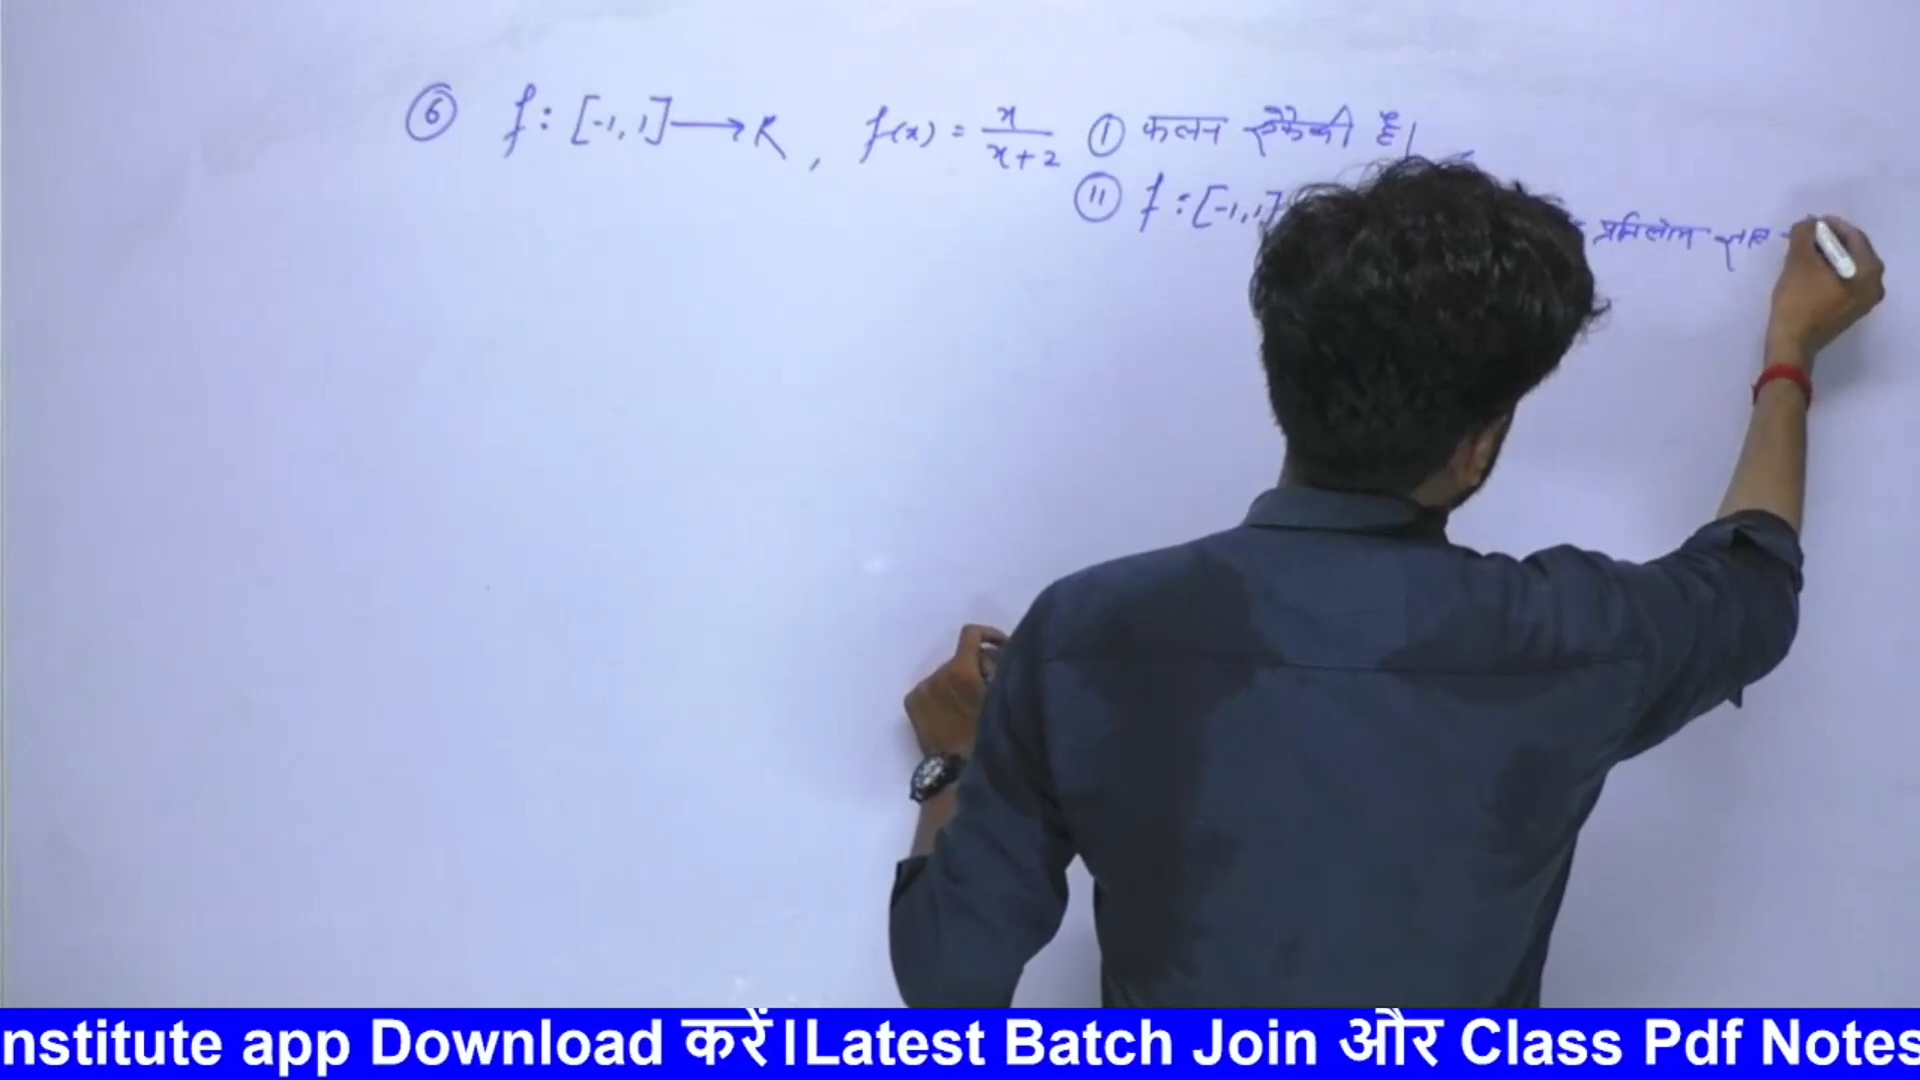 ⑥ f : [-1, 1] → R , f(x) = x/(x+2) ① फलन एकैकी है।
⑪ f : [-1, 1] प्रतिलोम ज्ञात
nstitute app Download करें।Latest Batch Join और Class Pdf Notes